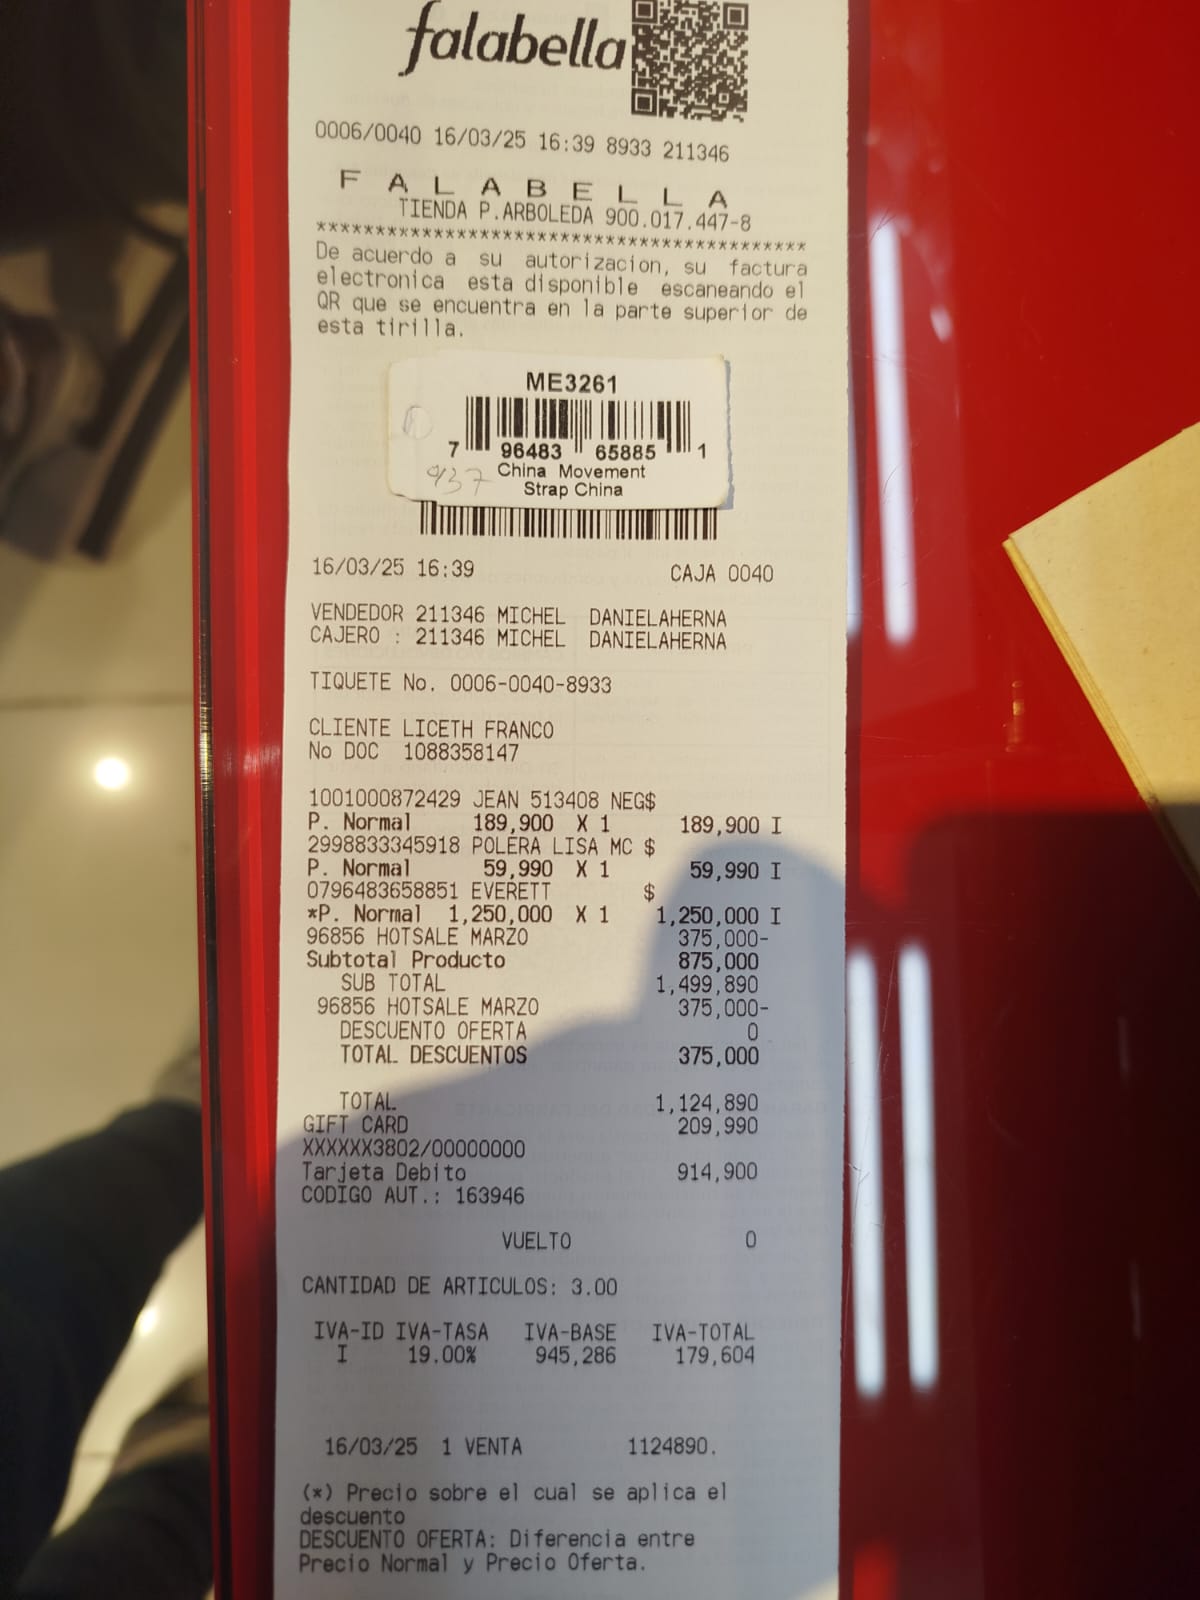 falabella
0006/0040 16/03/25 16:39 8933 211346
F A L A B E L L A
TIENDA P.ARBOLEDA 900.017.447-8
******************************************
De acuerdo a su autorizacion, su factura
electronica esta disponible escaneando el
QR que se encuentra en la parte superior de
esta tirilla.
ME3261
7 96483 65885 1
937 China Movement
Strap China
16/03/25 16:39 CAJA 0040
VENDEDOR 211346 MICHEL DANIELAHERNA
CAJERO : 211346 MICHEL DANIELAHERNA
TIQUETE No. 0006-0040-8933
CLIENTE LICETH FRANCO
No DOC 1088358147
1001000872429 JEAN 513408 NEG$
P. Normal 189,900 X 1 189,900 I
2998833345918 POLERA LISA MC $
P. Normal 59,990 X 1 59,990 I
0796483658851 EVERETT $
*P. Normal 1,250,000 X 1 1,250,000 I
96856 HOTSALE MARZO 375,000-
Subtotal Producto 875,000
SUB TOTAL 1,499,890
96856 HOTSALE MARZO 375,000-
DESCUENTO OFERTA 0
TOTAL DESCUENTOS 375,000
TOTAL 1,124,890
GIFT CARD 209,990
XXXXXX3802/00000000
Tarjeta Debito 914,900
CODIGO AUT.: 163946
VUELTO 0
CANTIDAD DE ARTICULOS: 3.00
IVA-ID IVA-TASA IVA-BASE IVA-TOTAL
I 19.00% 945,286 179,604
16/03/25 1 VENTA 1124890.
(*) Precio sobre el cual se aplica el
descuento
DESCUENTO OFERTA: Diferencia entre
Precio Normal y Precio Oferta.